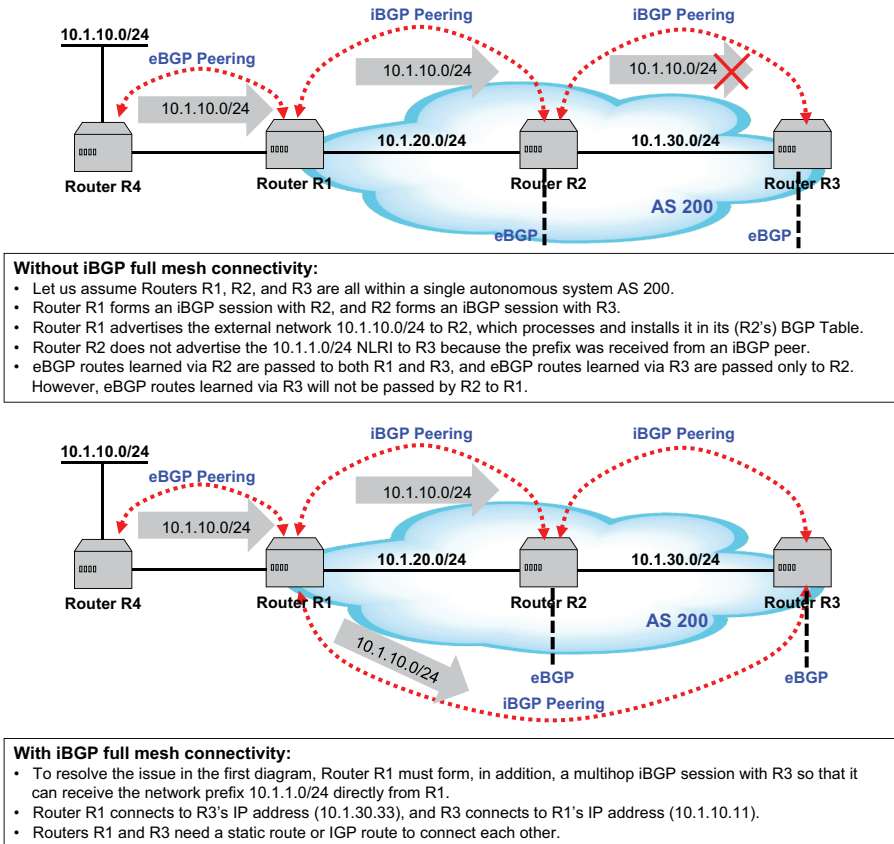 iBGP Peering
iBGP Peering
10.1.10.0/24
eBGP Peering
10.1.10.0/24
10.1.10.0/24
10.1.10.0/24
10.1.20.0/24
10.1.30.0/24
Router R4
Router R1
Router R2
Router R3
AS 200
eBGP
eBGP
Without iBGP full mesh connectivity:
• Let us assume Routers R1, R2, and R3 are all within a single autonomous system AS 200.
• Router R1 forms an iBGP session with R2, and R2 forms an iBGP session with R3.
• Router R1 advertises the external network 10.1.10.0/24 to R2, which processes and installs it in its (R2's) BGP Table.
• Router R2 does not advertise the 10.1.1.0/24 NLRI to R3 because the prefix was received from an iBGP peer.
• eBGP routes learned via R2 are passed to both R1 and R3, and eBGP routes learned via R3 are passed only to R2.
However, eBGP routes learned via R3 will not be passed by R2 to R1.
iBGP Peering
iBGP Peering
10.1.10.0/24
eBGP Peering
10.1.10.0/24
10.1.10.0/24
10.1.20.0/24
10.1.30.0/24
Router R4
Router R1
Router R2
Router R3
AS 200
10.1.10.0/24
eBGP
eBGP
iBGP Peering
With iBGP full mesh connectivity:
• To resolve the issue in the first diagram, Router R1 must form, in addition, a multihop iBGP session with R3 so that it
can receive the network prefix 10.1.1.0/24 directly from R1.
• Router R1 connects to R3's IP address (10.1.30.33), and R3 connects to R1's IP address (10.1.10.11).
• Routers R1 and R3 need a static route or IGP route to connect each other.